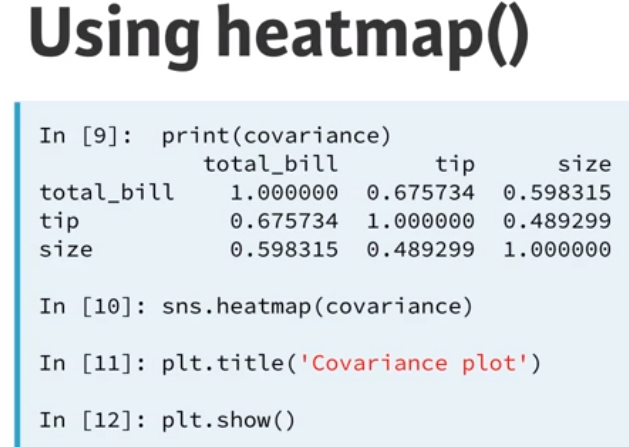 Using heatmap()
In [9]:  print(covariance)
            total_bill       tip      size
total_bill    1.000000  0.675734  0.598315
tip           0.675734  1.000000  0.489299
size          0.598315  0.489299  1.000000
In [10]: sns.heatmap(covariance)
In [11]: plt.title('Covariance plot')
In [12]: plt.show()